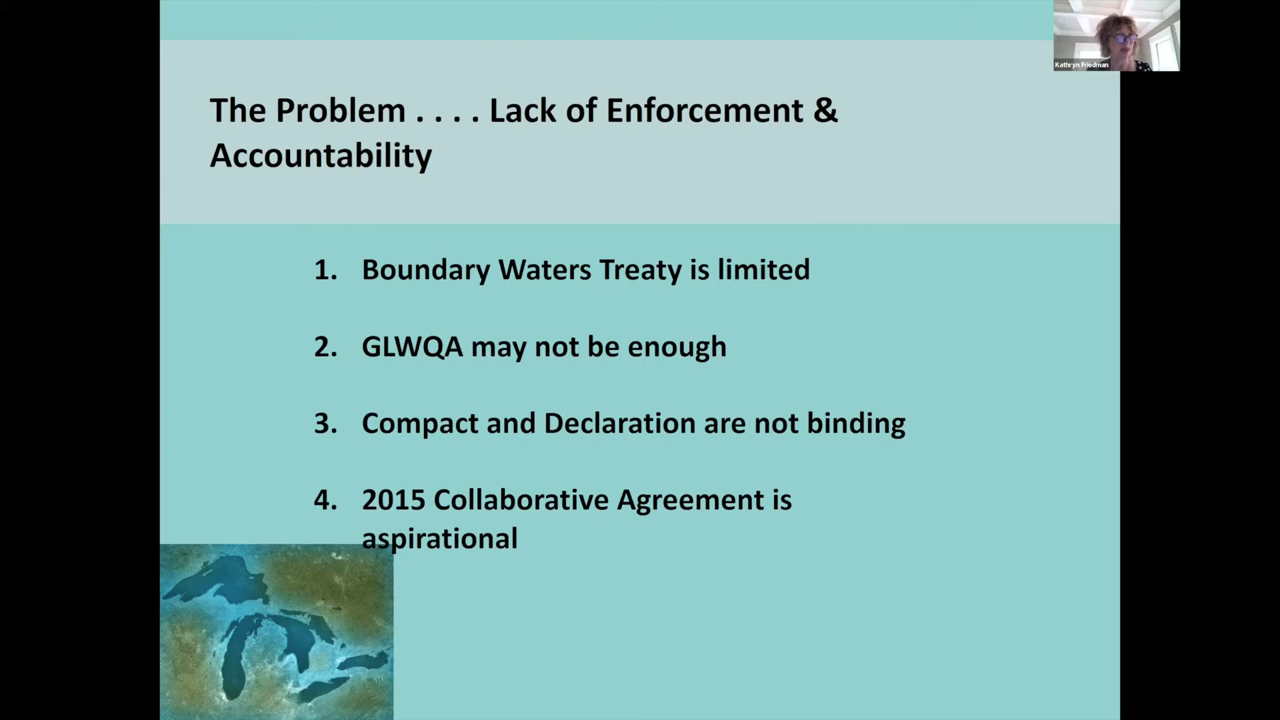 Kathryn Friedman
The Problem . . . . Lack of Enforcement &
Accountability
1. Boundary Waters Treaty is limited
2. GLWQA may not be enough
3. Compact and Declaration are not binding
4. 2015 Collaborative Agreement is
aspirational